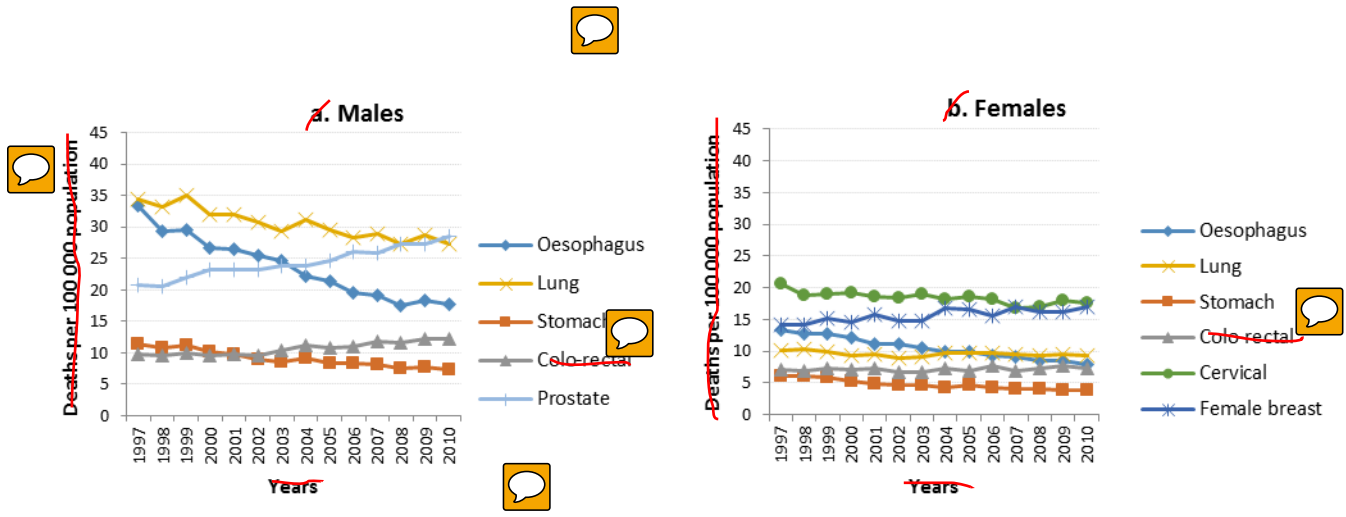 a. Males
Deaths per 100 000 population
45
40
35
30
25
20
15
10
5
0
1997
1998
1999
2000
2001
2002
2003
2004
2005
2006
2007
2008
2009
2010
Years
Oesophagus
Lung
Stomach
Colo-rectal
Prostate
b. Females
Deaths per 100 000 population
45
40
35
30
25
20
15
10
5
0
1997
1998
1999
2000
2001
2002
2003
2004
2005
2006
2007
2008
2009
2010
Years
Oesophagus
Lung
Stomach
Colo-rectal
Cervical
Female breast